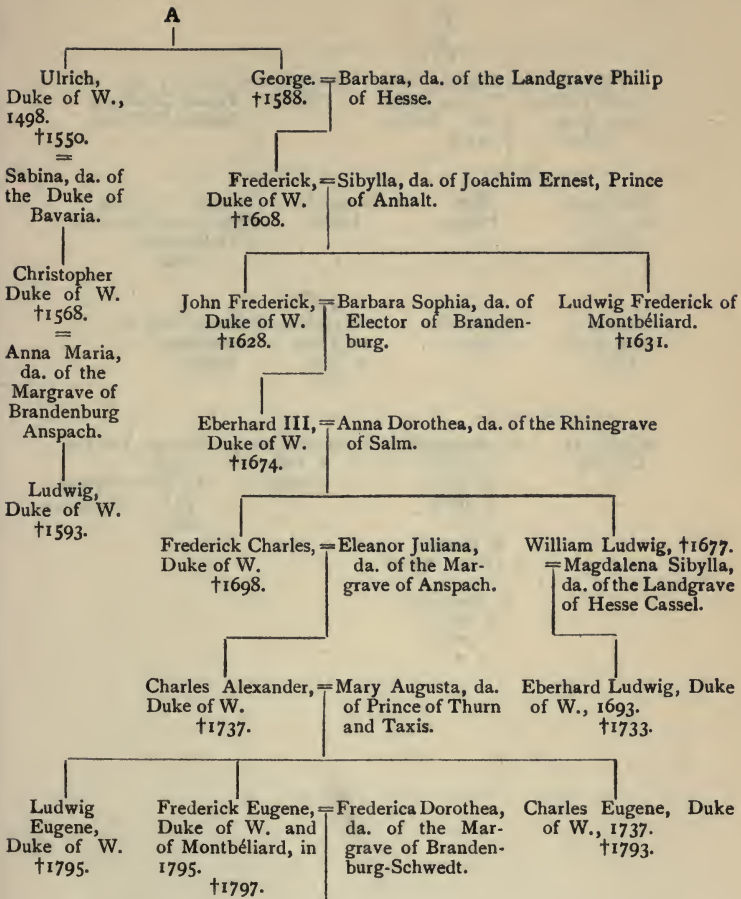 A
Ulrich,
Duke of W.,
1498.
†1550.
=
Sabina, da. of
the Duke of
Bavaria.
Christopher
Duke of W.
†1568.
=
Anna Maria,
da. of the
Margrave of
Brandenburg
Anspach.
Ludwig,
Duke of W.
†1593.
George.
†1588.
= Barbara, da. of the Landgrave Philip
of Hesse.
Frederick,
Duke of W.
†1608.
= Sibylla, da. of Joachim Ernest, Prince
of Anhalt.
John Frederick,
Duke of W.
†1628.
= Barbara Sophia, da. of
Elector of Branden-
burg.
Ludwig Frederick of
Montbéliard.
†1631.
Eberhard III,
Duke of W.
†1674.
= Anna Dorothea, da. of the Rhinegrave
of Salm.
Frederick Charles,
Duke of W.
†1698.
= Eleanor Juliana,
da. of the Mar-
grave of Anspach.
William Ludwig, †1677.
= Magdalena Sibylla,
da. of the Landgrave
of Hesse Cassel.
Charles Alexander,
Duke of W.
†1737.
= Mary Augusta, da.
of Prince of Thurn
and Taxis.
Eberhard Ludwig, Duke
of W., 1693.
†1733.
Ludwig
Eugene,
Duke of W.
†1795.
Frederick Eugene,
Duke of W. and
of Montbéliard, in
1795.
†1797.
= Frederica Dorothea,
da. of the Mar-
grave of Branden-
burg-Schwedt.
Charles Eugene, Duke
of W., 1737.
†1793.